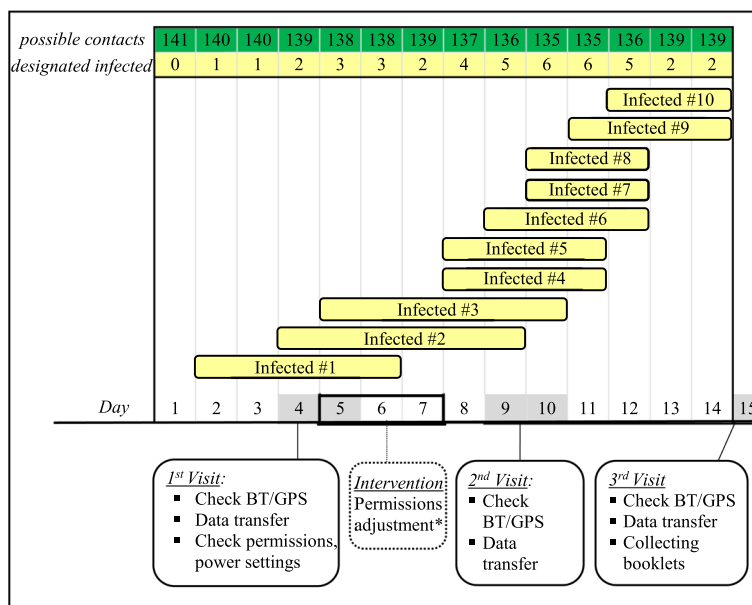 possible contacts 141 140 140 139 138 138 139 137 136 135 135 136 139 139
designated infected 0 1 1 2 3 3 2 4 5 6 6 5 2 2
Infected #10
Infected #9
Infected #8
Infected #7
Infected #6
Infected #5
Infected #4
Infected #3
Infected #2
Infected #1
Day 1 2 3 4 5 6 7 8 9 10 11 12 13 14 15
1st Visit:
▪ Check BT/GPS
▪ Data transfer
▪ Check permissions,
power settings
Intervention
Permissions
adjustment*
2nd Visit:
▪ Check
BT/GPS
▪ Data
transfer
3rd Visit
▪ Check BT/GPS
▪ Data transfer
▪ Collecting
booklets